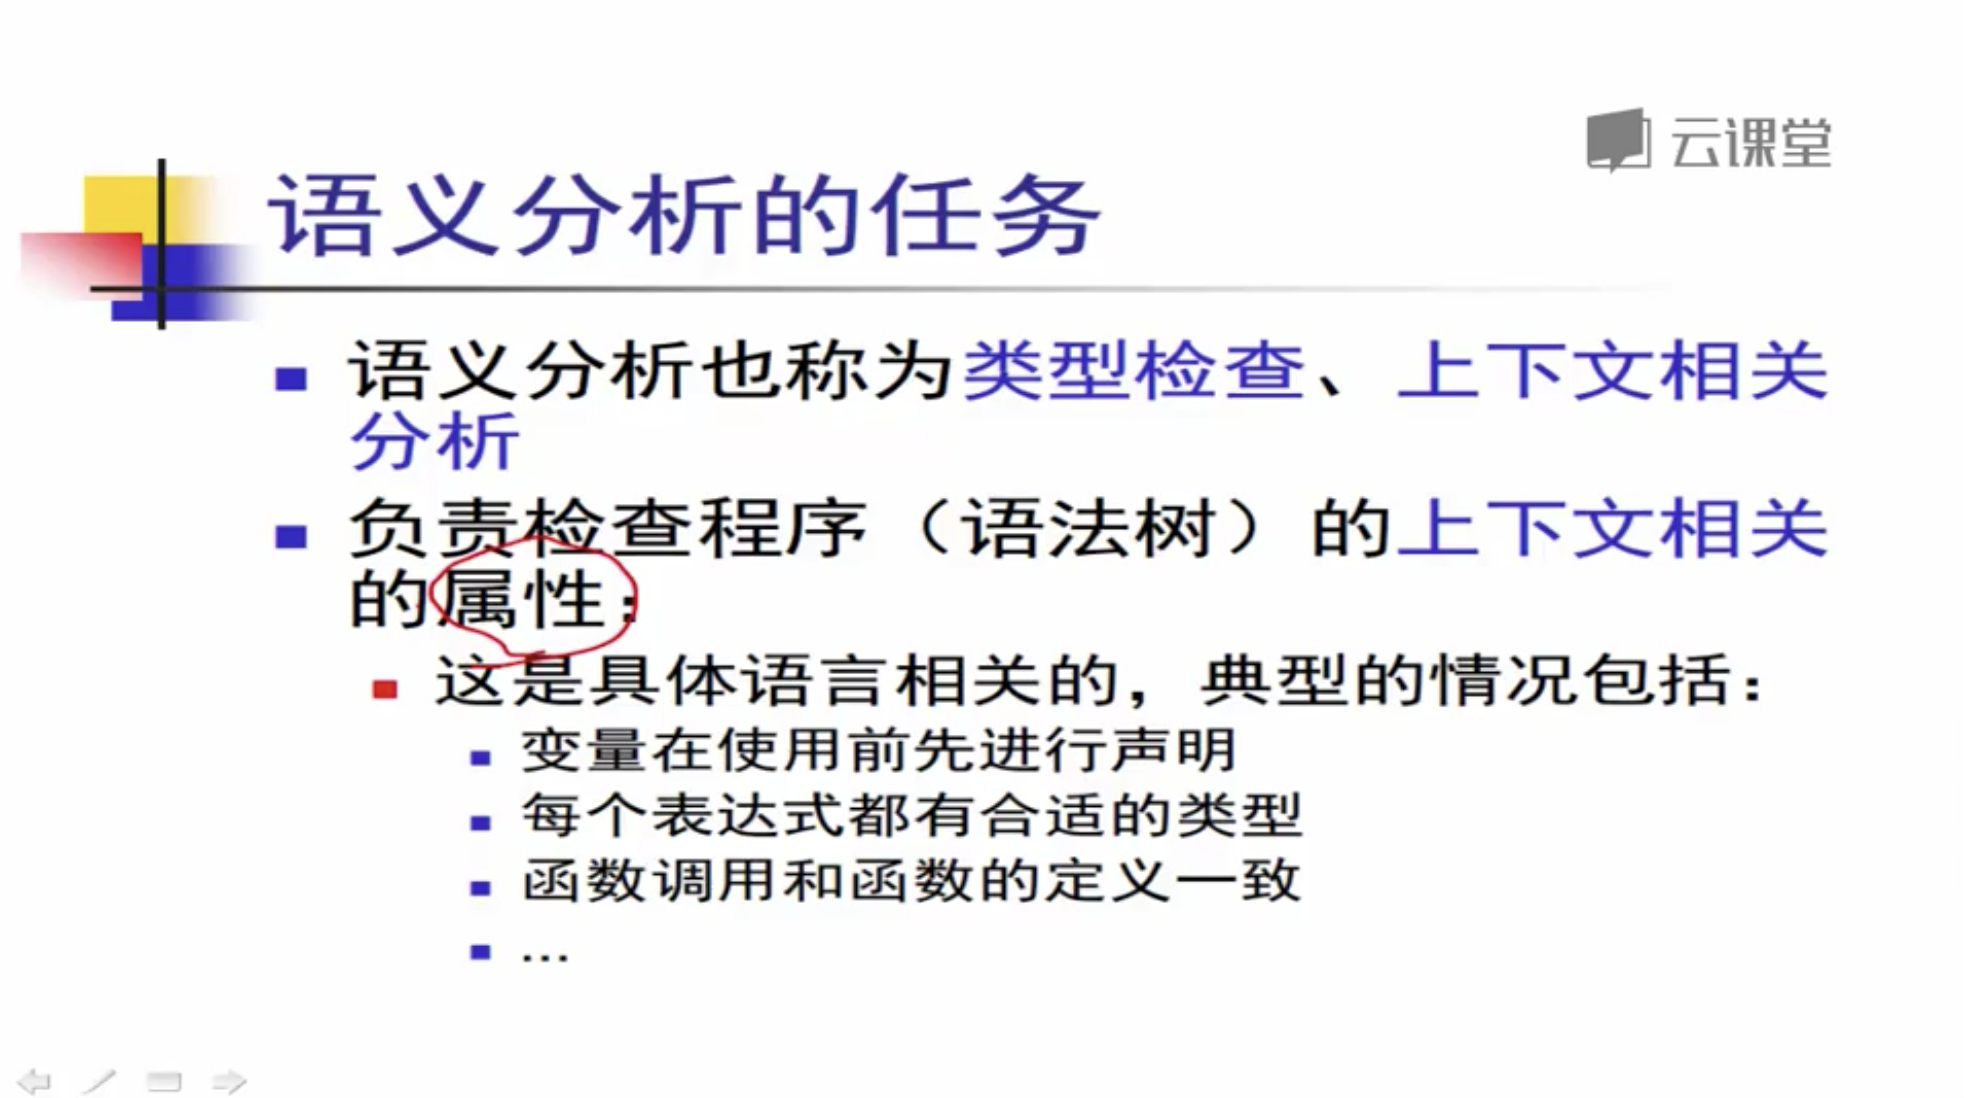 云课堂
语义分析的任务
语义分析也称为类型检查、上下文相关
分析
负责检查程序（语法树）的上下文相关
的属性：
这是具体语言相关的，典型的情况包括：
变量在使用前先进行声明
每个表达式都有合适的类型
函数调用和函数的定义一致
...